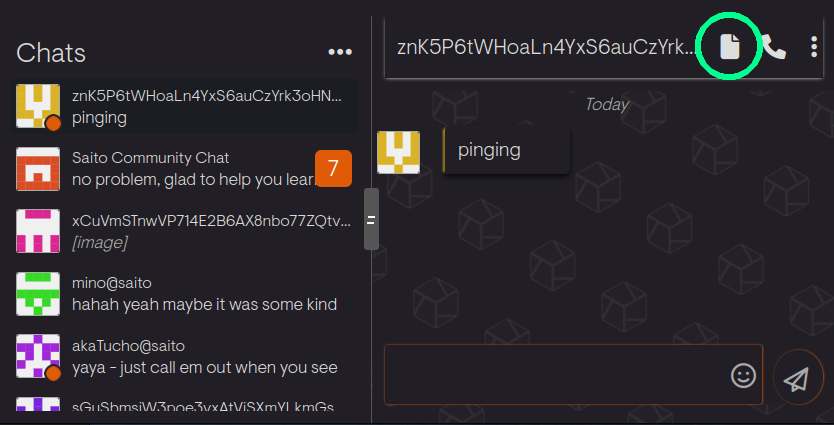 Chats
znK5P6tWHoaLn4YxS6auCzYrk3oHN...
pinging
Saito Community Chat
no problem, glad to help you lear
7
xCuVmSTnwVP714E2B6AX8nbo77ZQtv...
[image]
mino@saito
hahah yeah maybe it was some kind
akaTucho@saito
yaya - just call em out when you see
znK5P6tWHoaLn4YxS6auCzYrk...
Today
pinging